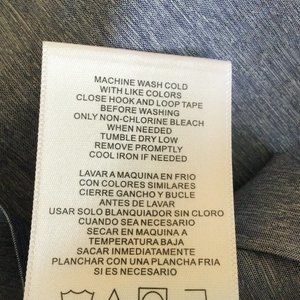 MACHINE WASH COLD
WITH LIKE COLORS
CLOSE HOOK AND LOOP TAPE
BEFORE WASHING
ONLY NON-CHLORINE BLEACH
WHEN NEEDED
TUMBLE DRY LOW
REMOVE PROMPTLY
COOL IRON IF NEEDED
LAVAR A MAQUINA EN FRIO
CON COLORES SIMILARES
CIERRE GANCHO Y BUCLE
ANTES DE LAVAR
USAR SOLO BLANQUIADOR SIN CLORO
CUANDO SEA NECESARIO
SECAR EN MAQUINA A
TEMPERATURA BAJA
SACAR INMEDIATAMENTE
PLANCHAR CON UNA PLANCHA FRIA
SI ES NECESARIO